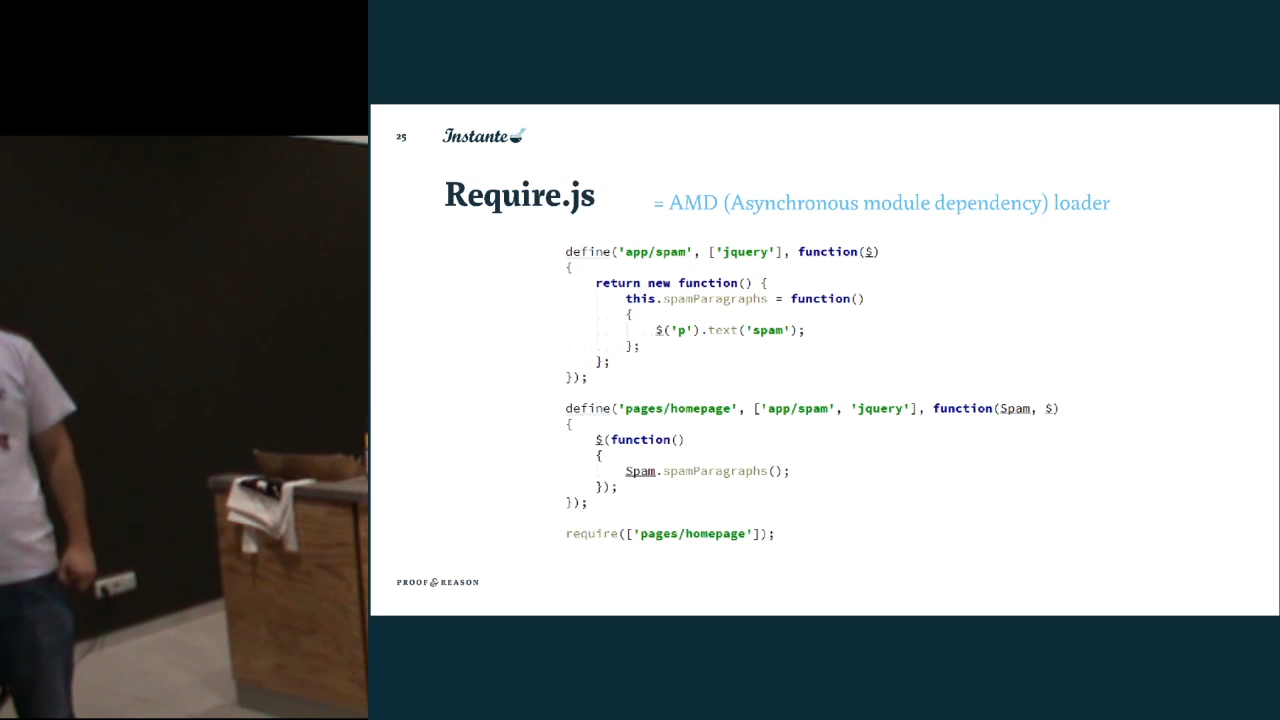 25
Instante
Require.js
= AMD (Asynchronous module dependency) loader
define('app/spam', ['jquery'], function($)
{
    return new function() {
        this.spamParagraphs = function()
        {
            $('p').text('spam');
        };
    };
});
define('pages/homepage', ['app/spam', 'jquery'], function(Spam, $)
{
    $(function()
    {
        Spam.spamParagraphs();
    });
});
require(['pages/homepage']);
PROOF & REASON